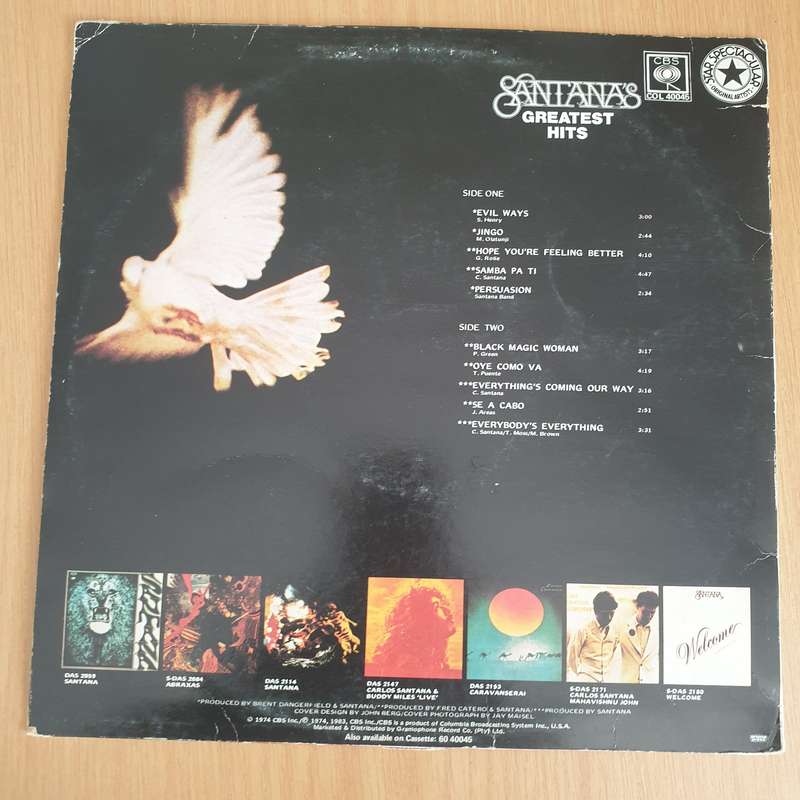 SANTANA'S
GREATEST
HITS
CBS
COL 40045
STAR SPECTACULAR
ORIGINAL ARTISTS
SIDE ONE
*EVIL WAYS 3:00
S. Henry
*JINGO 2:44
M. Olatunji
**HOPE YOU'RE FEELING BETTER 4:10
G. Rolie
**SAMBA PA TI 4:47
C. Santana
*PERSUASION 2:34
Santana Band
SIDE TWO
**BLACK MAGIC WOMAN 3:17
P. Green
**OYE COMO VA 4:19
T. Puente
***EVERYTHING'S COMING OUR WAY 3:16
C. Santana
**SE A CABO 2:51
J. Areas
***EVERYBODY'S EVERYTHING 3:31
C. Santana/T. Moss/M. Brown
SANTANA
SANTANA
Welcome
DAS 2059
SANTANA
S-DAS 2084
ABRAXAS
DAS 2114
SANTANA
DAS 2147
CARLOS SANTANA &
BUDDY MILES 'LIVE'
DAS 2163
CARAVANSERAI
S-DAS 2171
CARLOS SANTANA
MAHAVISHNU JOHN
S-DAS 2180
WELCOME
*PRODUCED BY BRENT DANGERFIELD & SANTANA/**PRODUCED BY FRED CATERO & SANTANA/***PRODUCED BY SANTANA
COVER DESIGN BY JOHN BERG/COVER PHOTOGRAPH BY JAY MAISEL
© 1974 CBS Inc./℗ 1974, 1983, CBS Inc./CBS is a product of Columbia Broadcasting System Inc., U.S.A.
Marketed & Distributed by Gramophone Record Co. (Pty) Ltd.
Also available on Cassette: 60 40045